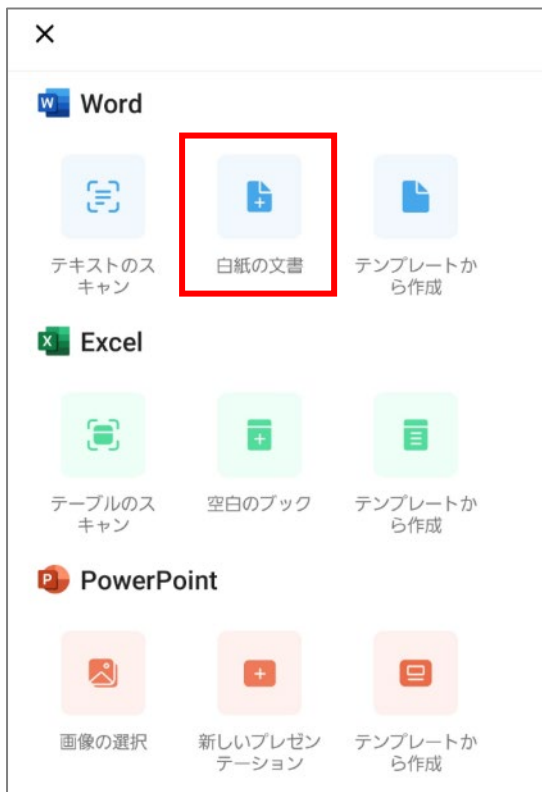 Word
テキストのス
キャン
白紙の文書
テンプレートか
ら作成
Excel
テーブルのス
キャン
空白のブック
テンプレートか
ら作成
PowerPoint
画像の選択
新しいプレゼン
テーション
テンプレートか
ら作成